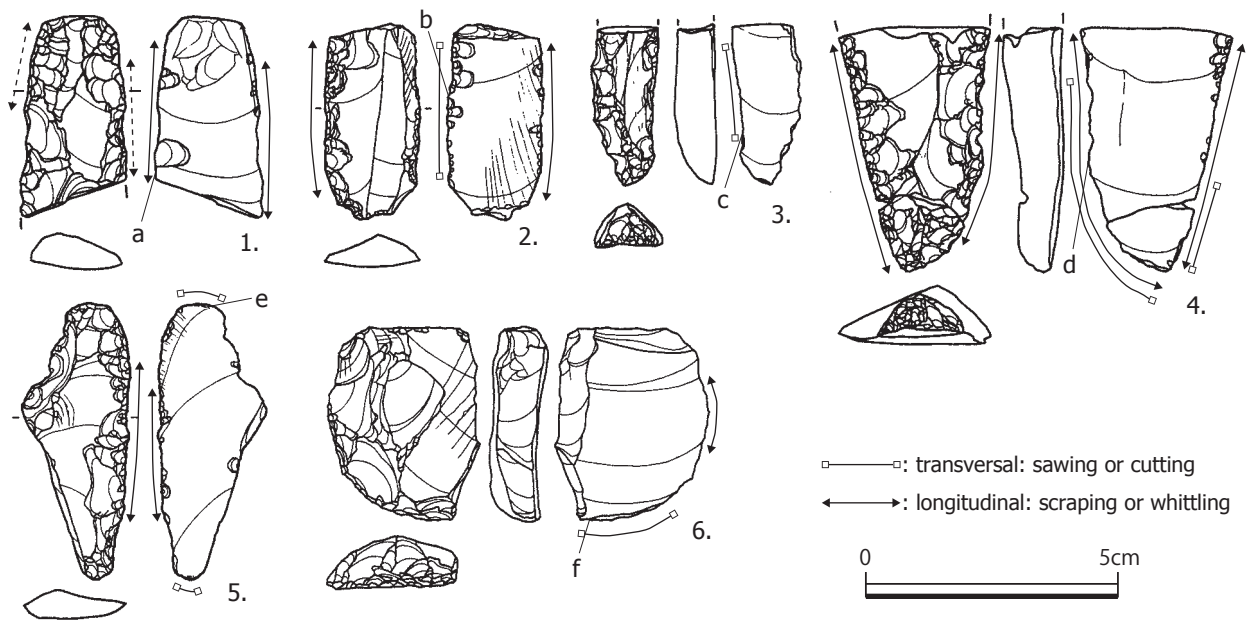 a
1.
b
2.
c
3.
d
4.
e
5.
f
6.
: transversal: sawing or cutting
: longitudinal: scraping or whittling
0 5cm